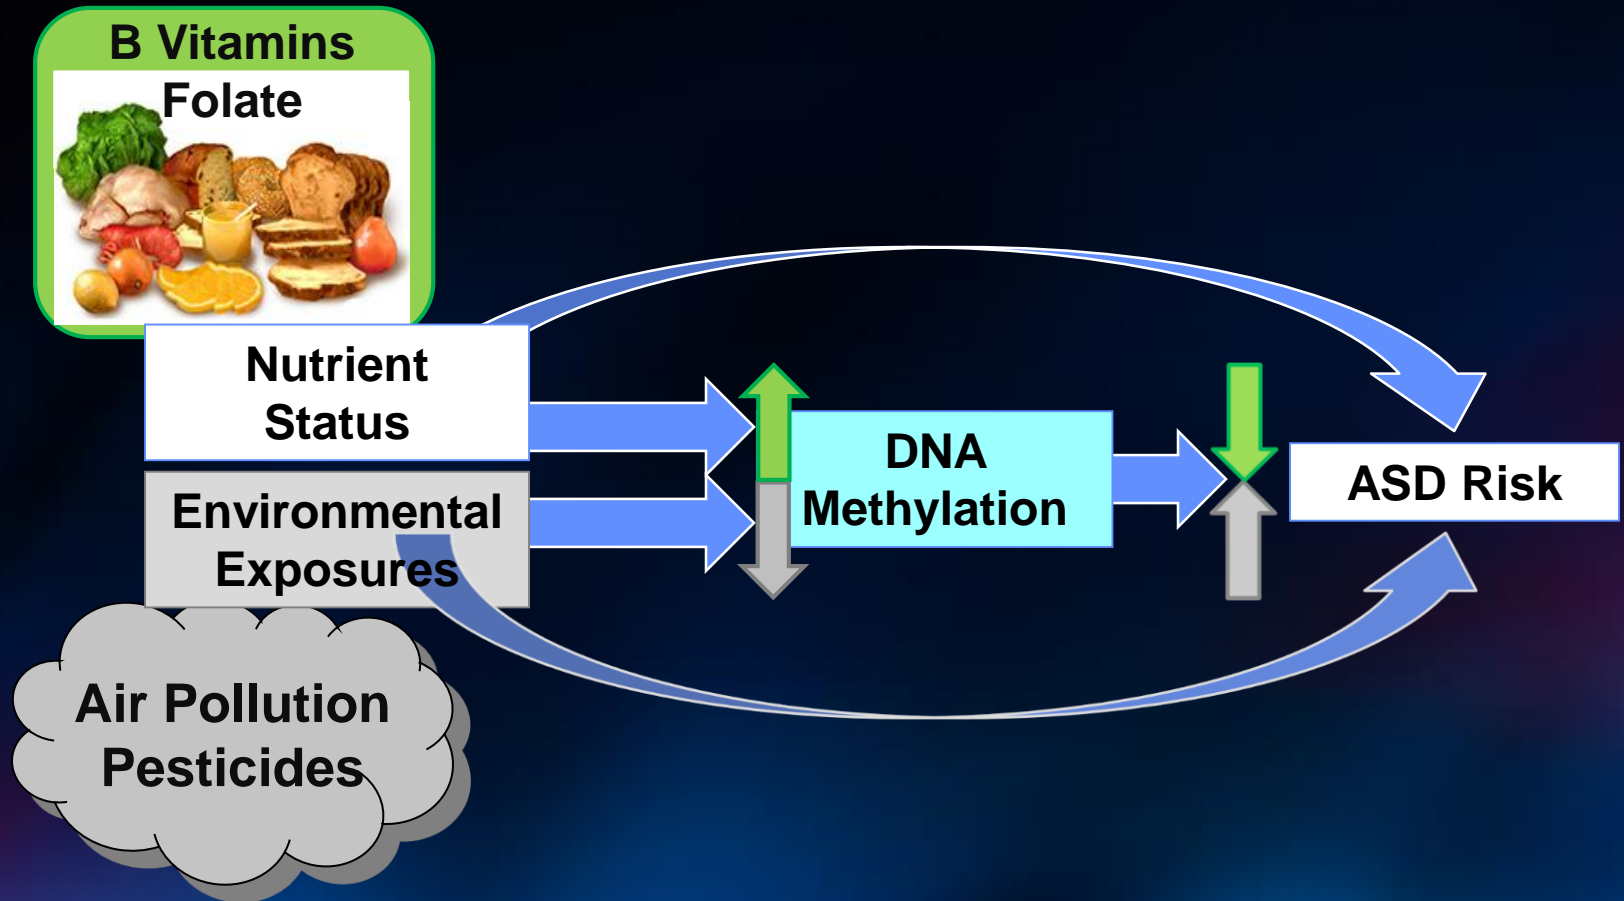 B Vitamins
Folate
Nutrient
Status
Environmental
Exposures
Air Pollution
Pesticides
DNA
Methylation
ASD Risk